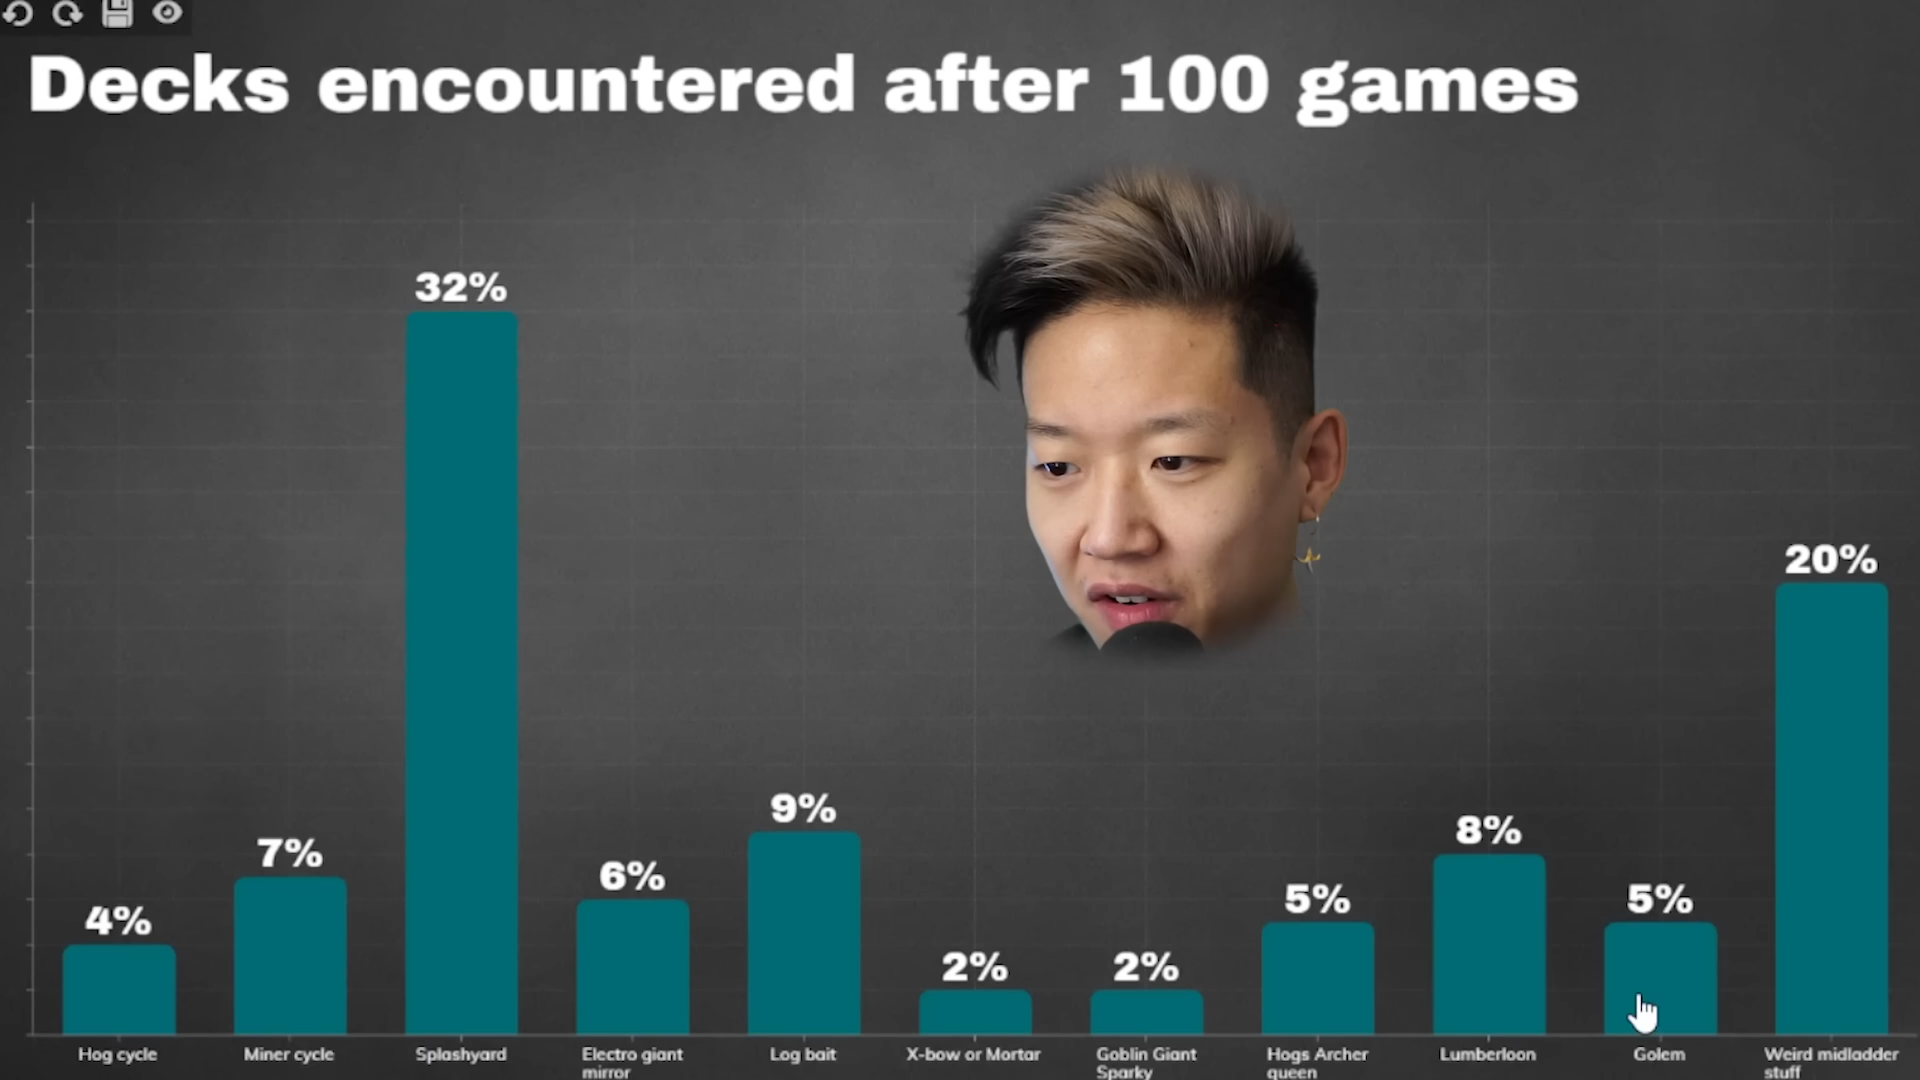 Decks encountered after 100 games
32%
20%
9%
8%
7%
6%
5%
5%
4%
2%
2%
Hog cycle
Miner cycle
Splashyard
Electro giant
mirror
Log bait
X-bow or Mortar
Goblin Giant
Sparky
Hogs Archer
queen
Lumberloon
Golem
Weird midladder
stuff